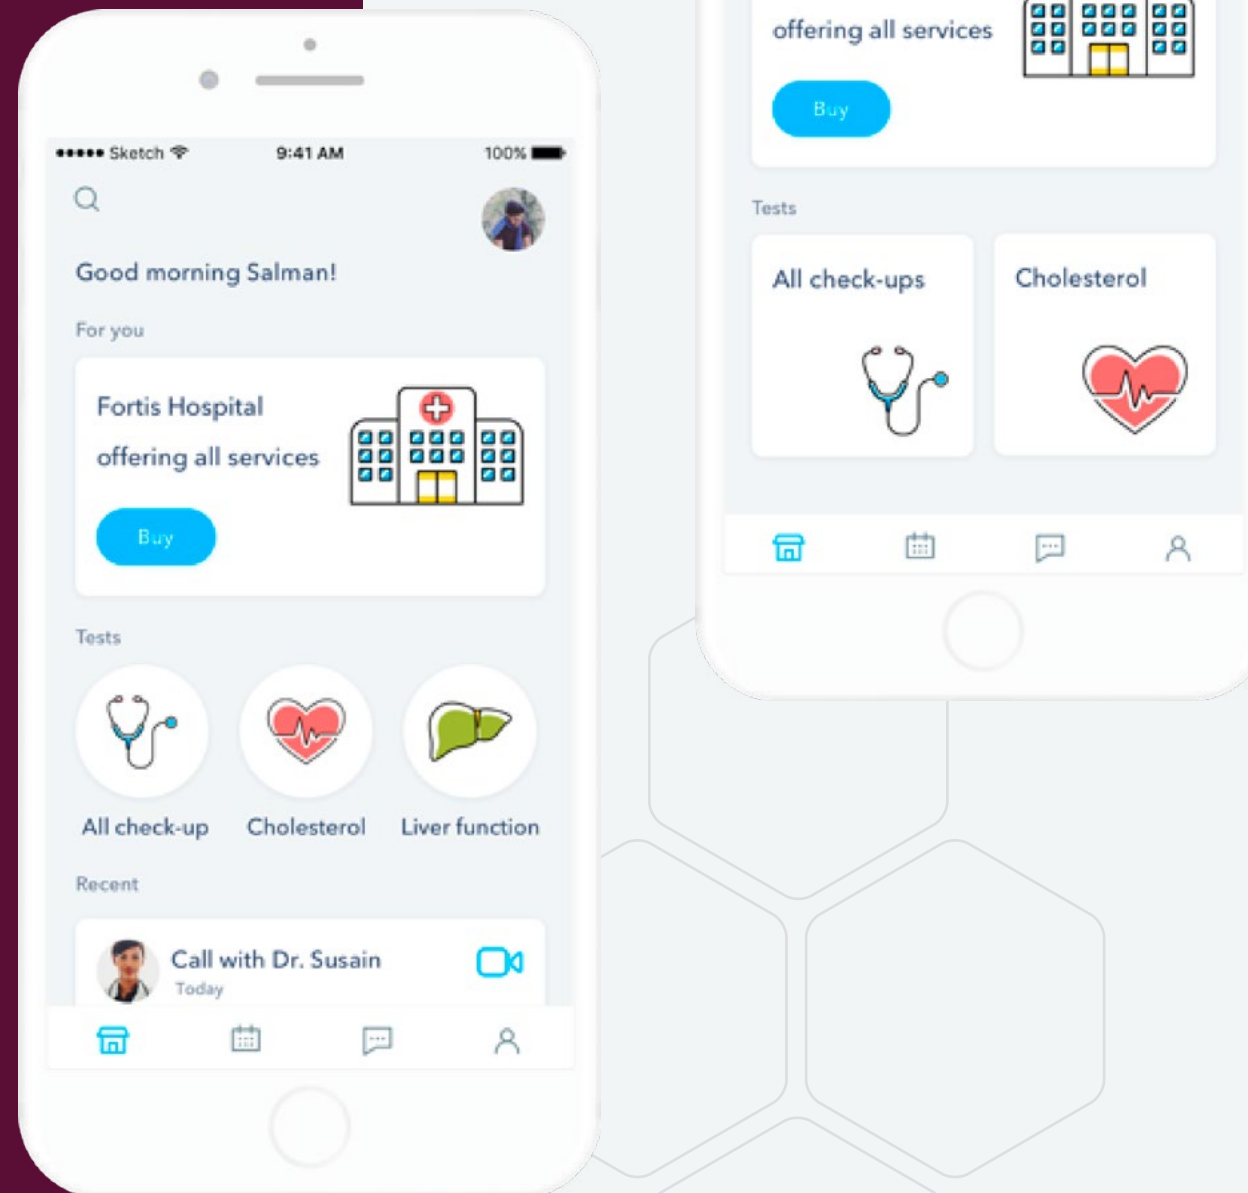 Sketch 9:41 AM 100%
Good morning Salman!
For you
Fortis Hospital
offering all services
Buy
Tests
All check-up Cholesterol Liver function
Recent
Call with Dr. Susain
Today
offering all services
Buy
Tests
All check-ups Cholesterol